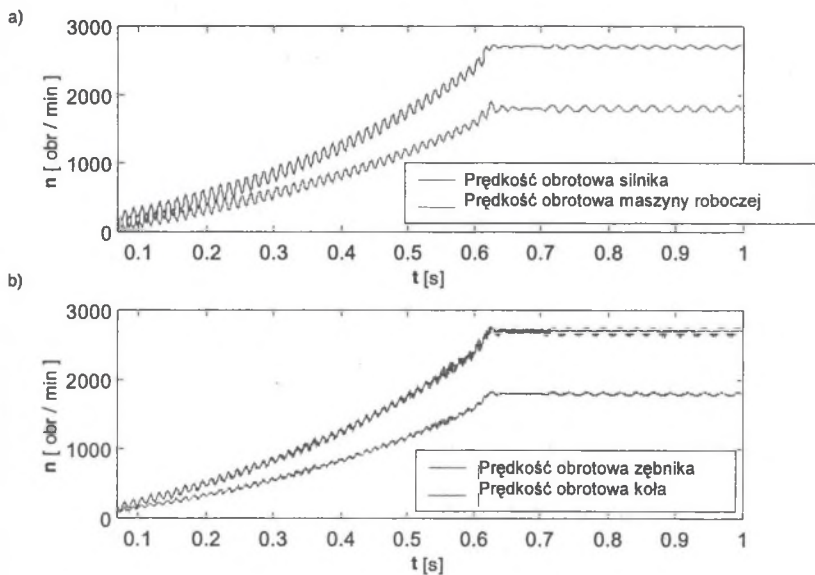 a)
3000
2000
1000
0
n [ obr / min ]
Prędkość obrotowa silnika
Prędkość obrotowa maszyny roboczej
0.1 0.2 0.3 0.4 0.5 0.6 0.7 0.8 0.9 1
t [s]
b)
3000
2000
1000
0
n [ obr / min ]
Prędkość obrotowa zębnika
Prędkość obrotowa koła
0.1 0.2 0.3 0.4 0.5 0.6 0.7 0.8 0.9 1
t [s]